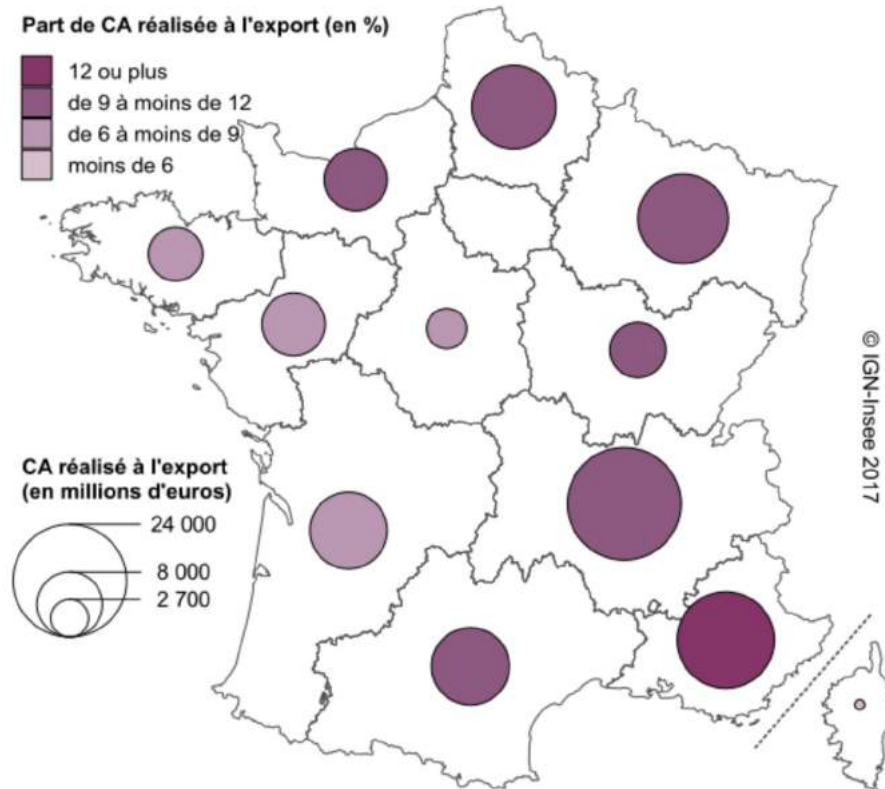 Part de CA réalisée à l'export (en %)
12 ou plus
de 9 à moins de 12
de 6 à moins de 9
moins de 6
© IGN-Insee 2017
CA réalisé à l'export
(en millions d'euros)
24 000
8 000
2 700